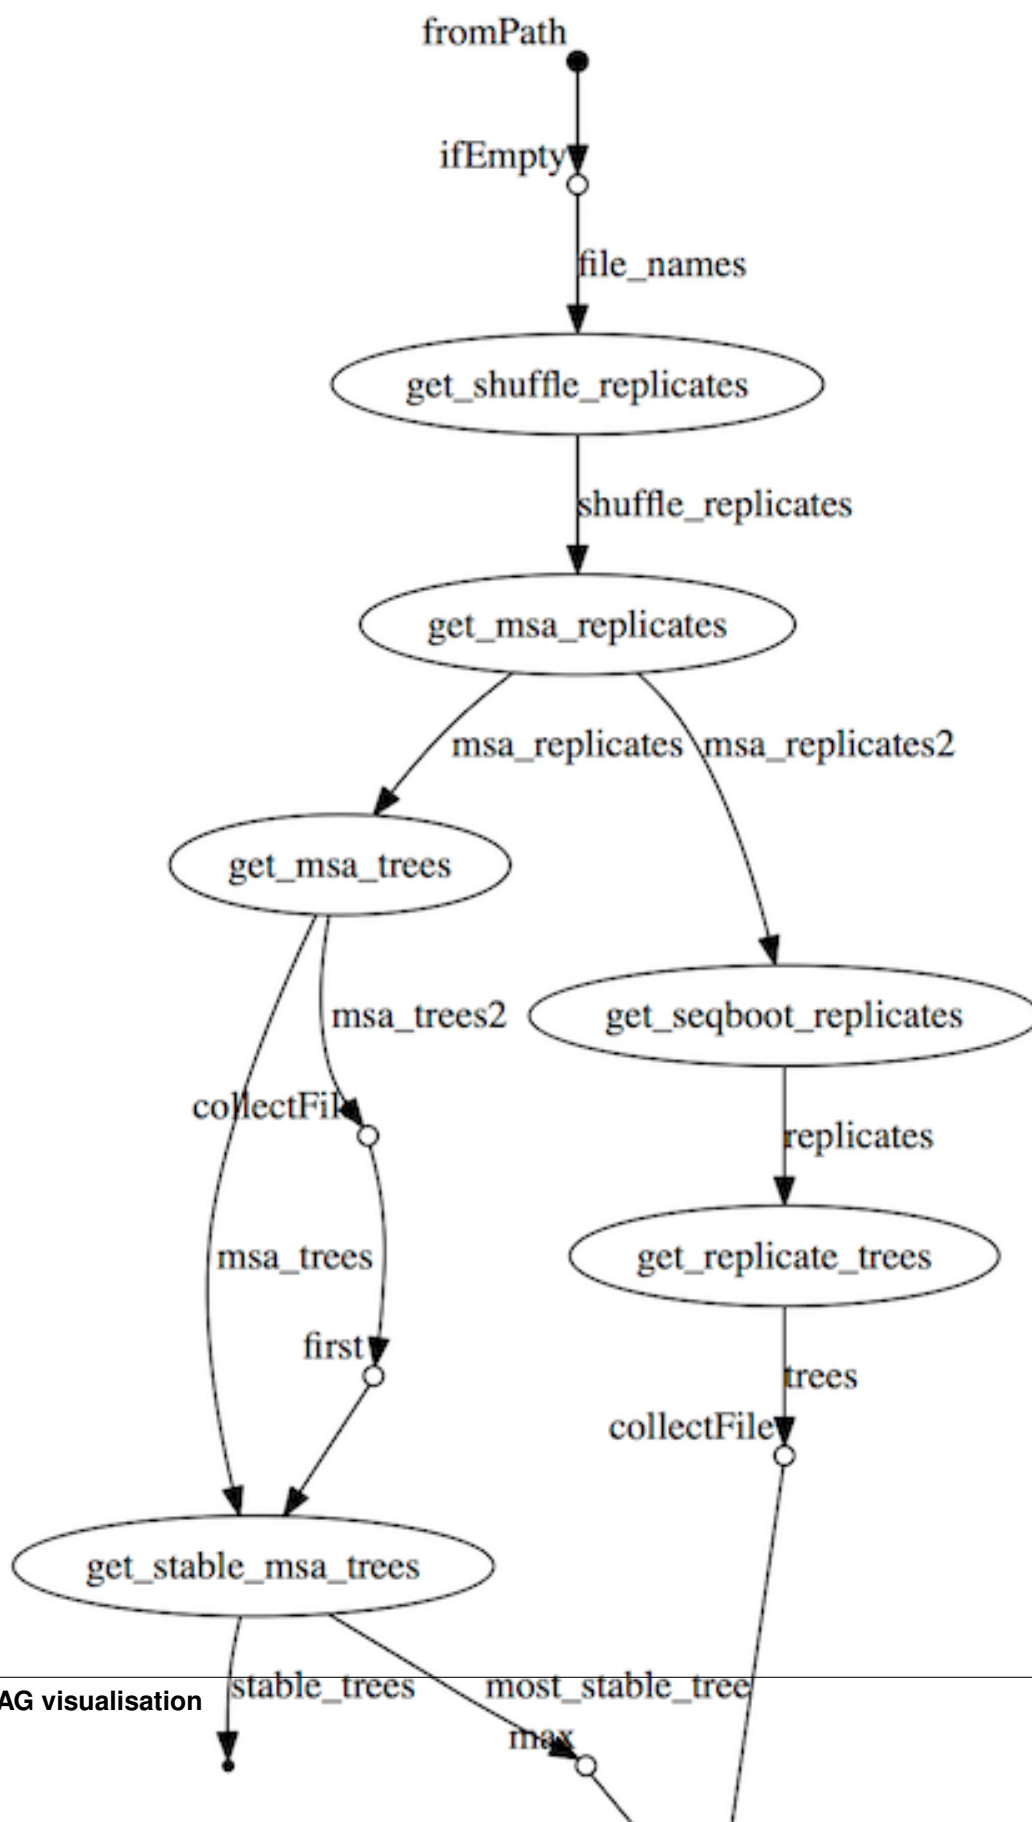 fromPath
ifEmpty
file_names
get_shuffle_replicates
shuffle_replicates
get_msa_replicates
msa_replicates
msa_replicates2
get_msa_trees
get_seqboot_replicates
msa_trees2
collectFile
replicates
msa_trees
get_replicate_trees
first
trees
collectFile
get_stable_msa_trees
stable_trees
most_stable_tree
AG visualisation
max